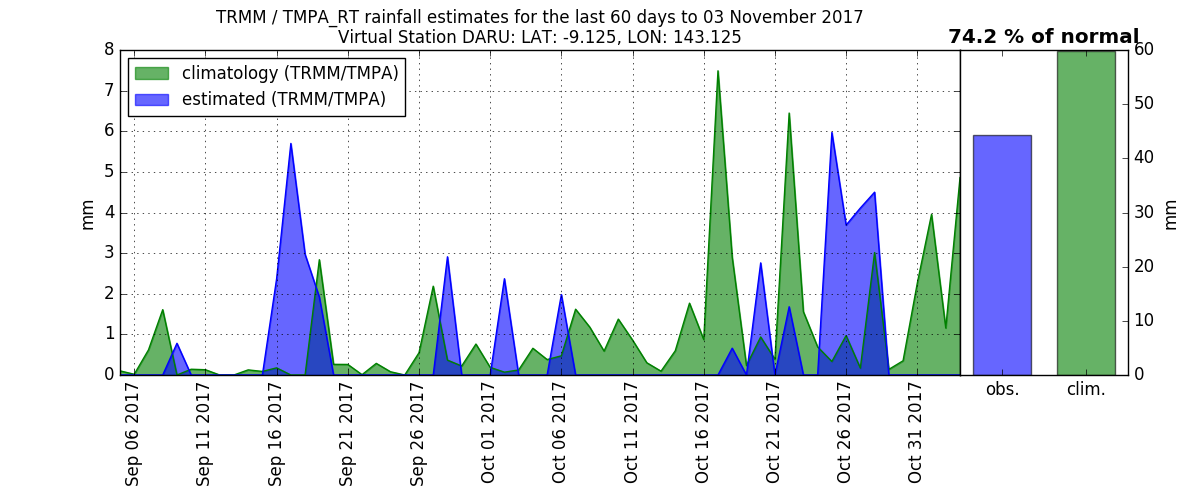 TRMM / TMPA_RT rainfall estimates for the last 60 days to 03 November 2017
Virtual Station DARU: LAT: -9.125, LON: 143.125
74.2 % of normal
climatology (TRMM/TMPA)
estimated (TRMM/TMPA)
8
7
6
5
4
3
2
1
0
mm
60
50
40
30
20
10
0
mm
obs.
clim.
Sep 06 2017
Sep 11 2017
Sep 16 2017
Sep 21 2017
Sep 26 2017
Oct 01 2017
Oct 06 2017
Oct 11 2017
Oct 16 2017
Oct 21 2017
Oct 26 2017
Oct 31 2017